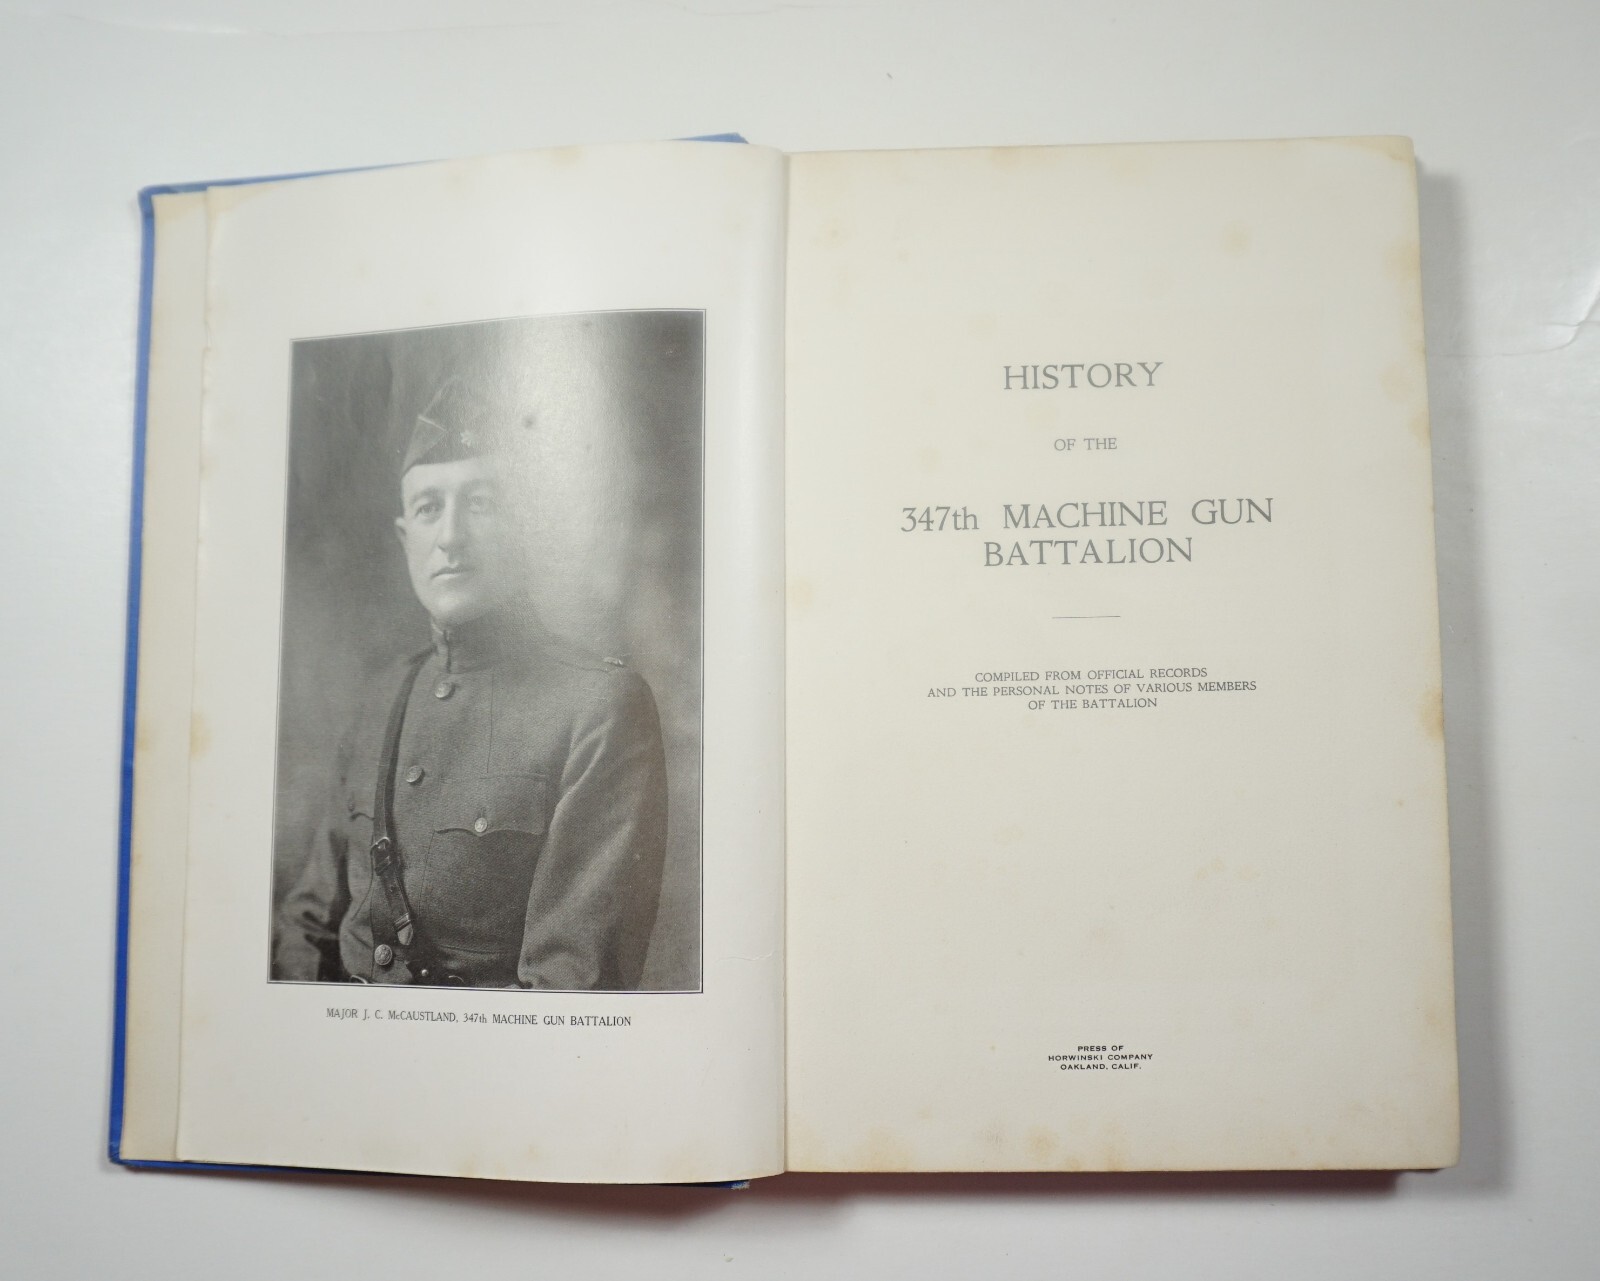 MAJOR J. C. McCAUSTLAND, 347th MACHINE GUN BATTALION
HISTORY
OF THE
347th MACHINE GUN
BATTALION
COMPILED FROM OFFICIAL RECORDS
AND THE PERSONAL NOTES OF VARIOUS MEMBERS
OF THE BATTALION
PRESS OF
HORWINSKI COMPANY
OAKLAND, CALIF.